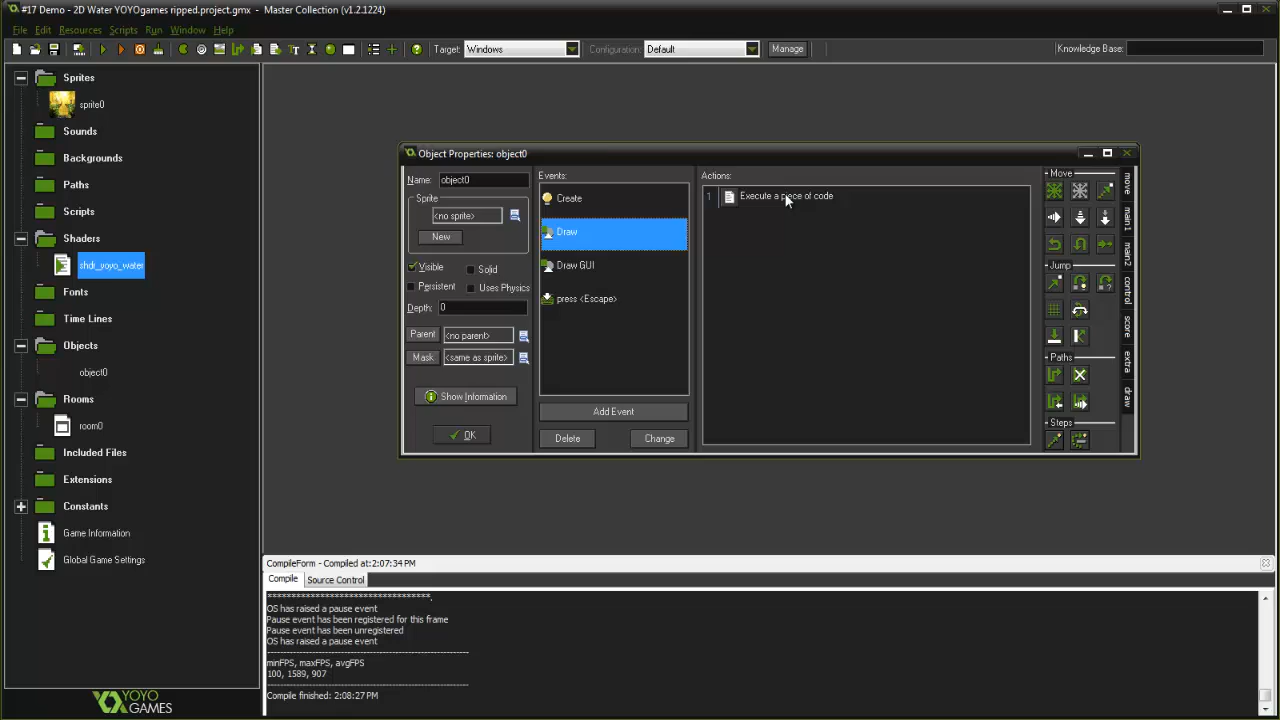 #17 Demo - 2D Water YOYOgames ripped.project.gmx - Master Collection (v1.2.1224)
File Edit Resources Scripts Run Window Help
Target: Windows Configuration: Default Manage Knowledge Base:
Sprites
sprite0
Sounds
Backgrounds
Paths
Scripts
Shaders
shdr_yoyo_water
Fonts
Time Lines
Objects
object0
Rooms
room0
Included Files
Extensions
Constants
Game Information
Global Game Settings
YOYO
GAMES
Object Properties: object0
Name: object0
Sprite
<no sprite>
New
Visible Solid
Persistent Uses Physics
Depth: 0
Parent <no parent>
Mask <same as sprite>
Show Information
OK
Events:
Create
Draw
Draw GUI
press <Escape>
Add Event
Delete Change
Actions:
1 Execute a piece of code
Move
Jump
Paths
Steps
move
main1
main2
control
score
extra
draw
CompileForm - Compiled at:2:07:34 PM
Compile Source Control
***********************************.
OS has raised a pause event
Pause event has been registered for this frame
Pause event has been unregistered
OS has raised a pause event
----------------------------------------------------------
minFPS, maxFPS, avgFPS
100, 1589, 907
----------------------------------------------------------
Compile finished: 2:08:27 PM